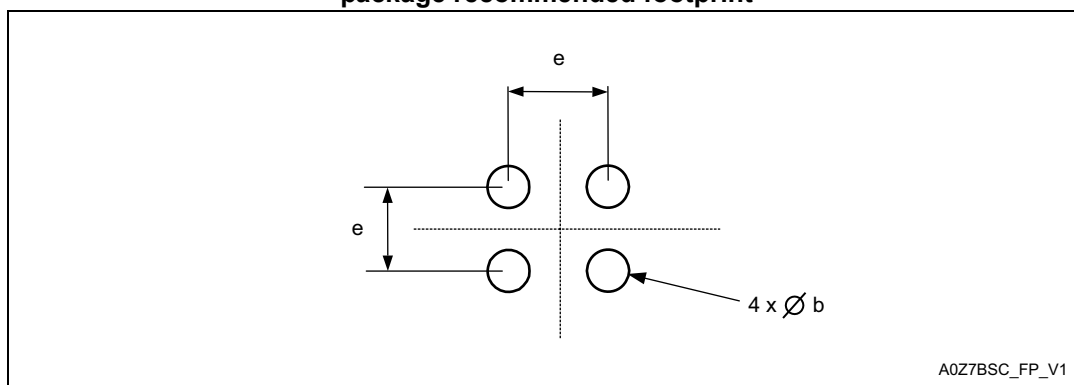 package recommended footprint
e
e
4 x ∅ b
A0Z7BSC_FP_V1